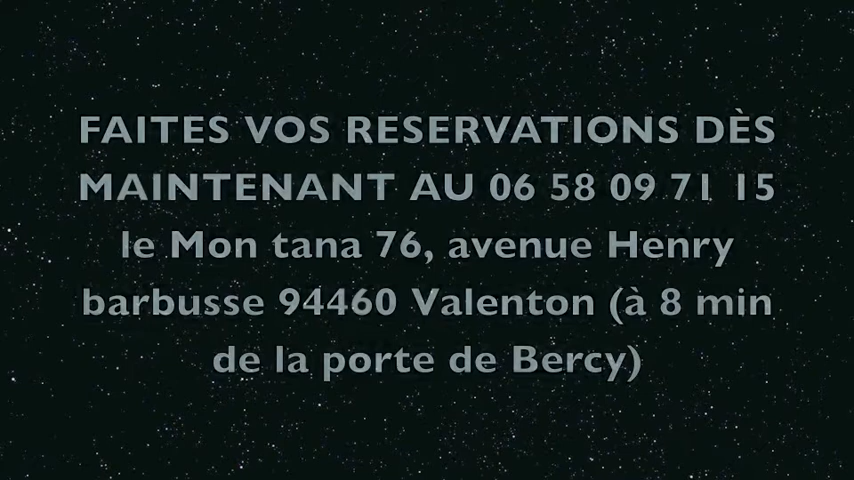 FAITES VOS RESERVATIONS DÈS
MAINTENANT AU 06 58 09 71 15
le Mon tana 76, avenue Henry
barbusse 94460 Valenton (à 8 min
de la porte de Bercy)